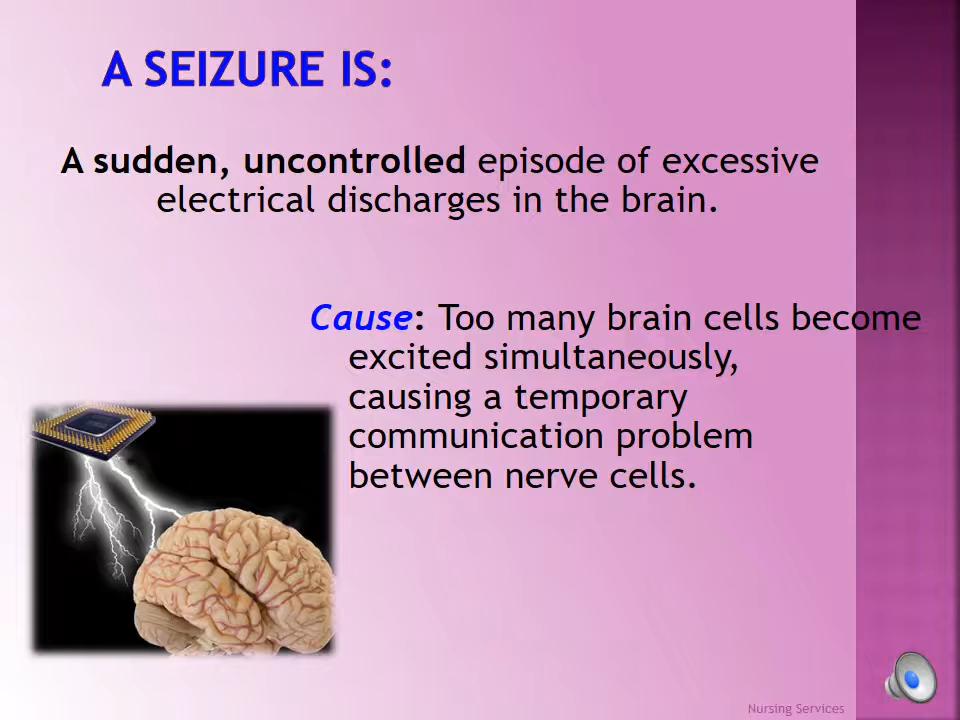 A SEIZURE IS:
A sudden, uncontrolled episode of excessive
electrical discharges in the brain.
Cause: Too many brain cells become
excited simultaneously,
causing a temporary
communication problem
between nerve cells.
Nursing Services